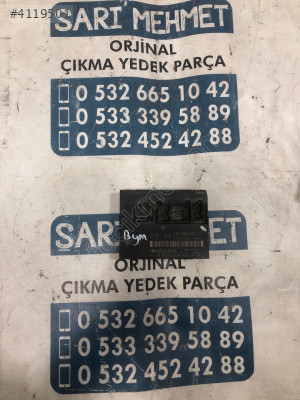 #411950
SARI MEHMET
ORJİNAL
ÇIKMA YEDEK PARÇA
0 532 665 10 42
0 533 339 58 89
0 532 452 42 88
Bym
SARI MEHMET
ORJİNAL
ÇIKMA YEDEK PARÇA
0 532 665 10 42
0 533 339 58 89
0 532 452 42 88